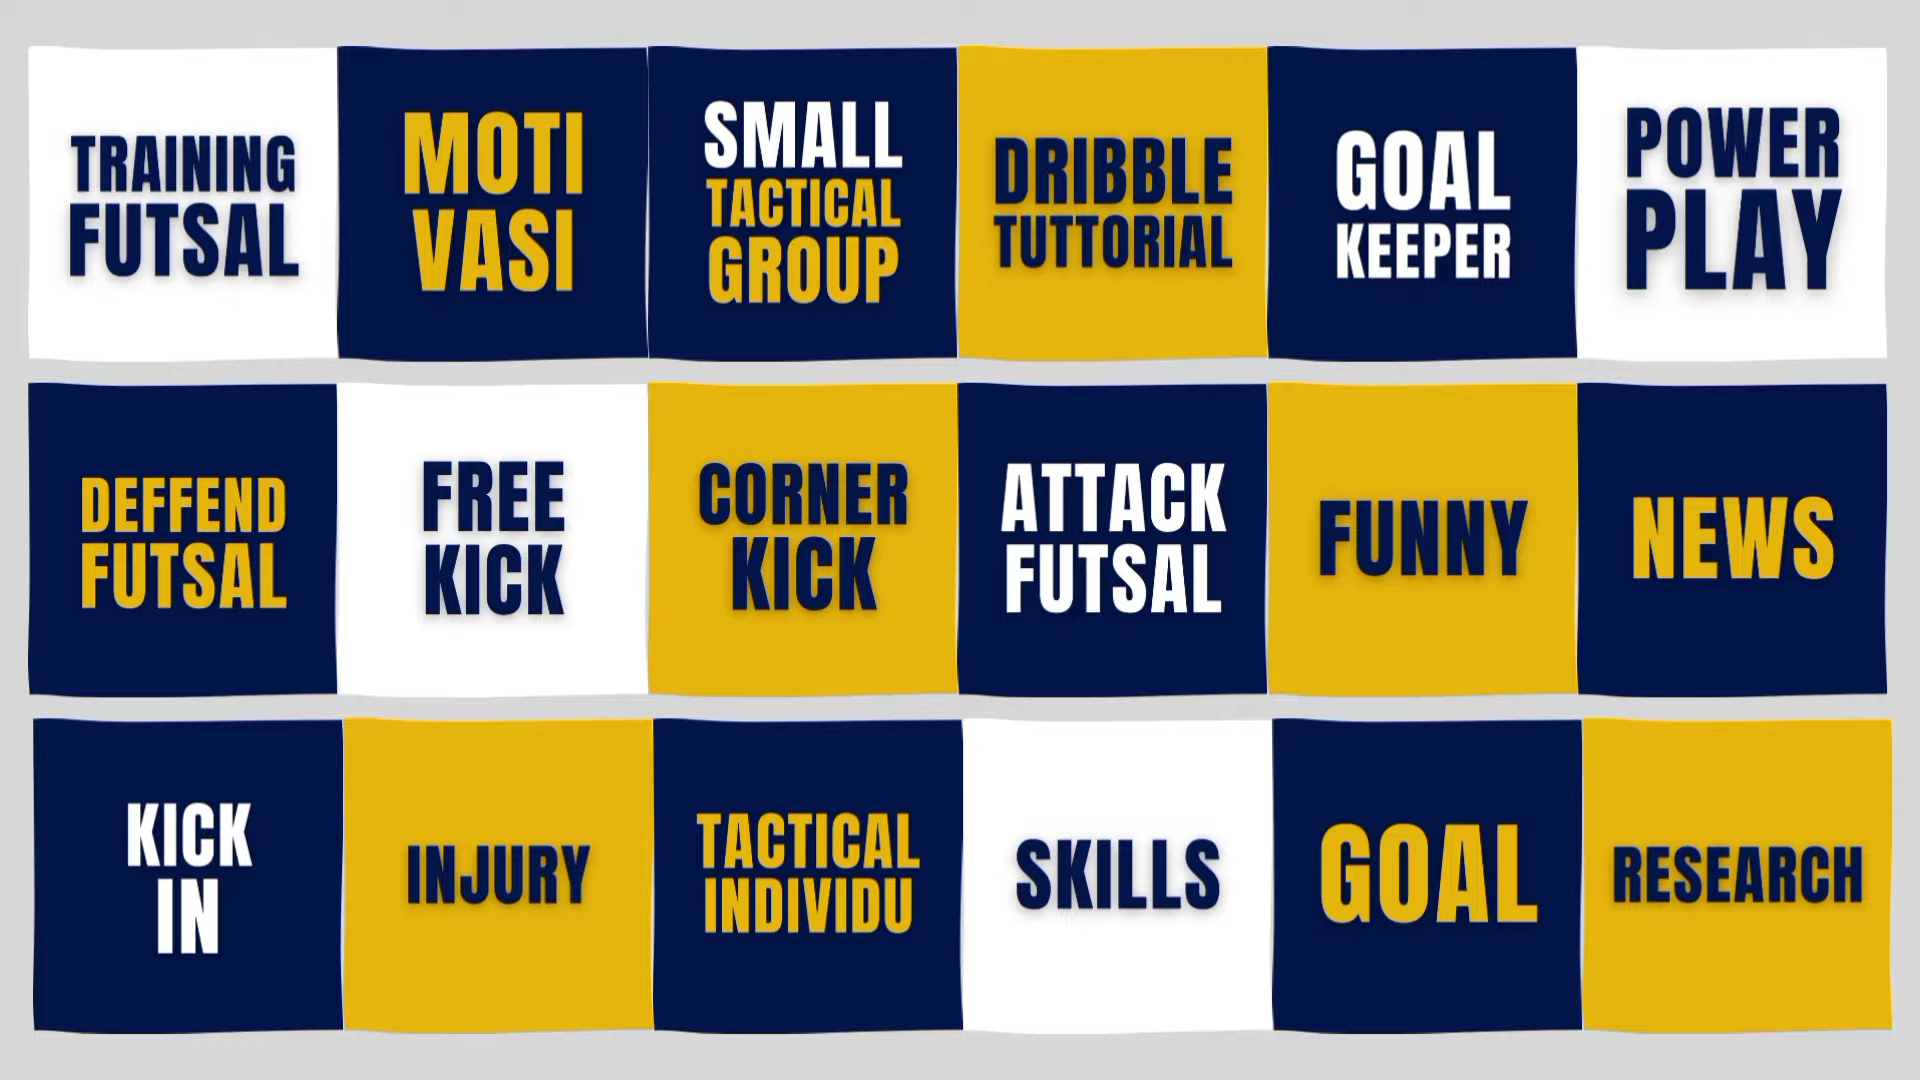 TRAINING
FUTSAL
MOTI
VASI
SMALL
TACTICAL
GROUP
DRIBBLE
TUTTORIAL
GOAL
KEEPER
POWER
PLAY
DEFFEND
FUTSAL
FREE
KICK
CORNER
KICK
ATTACK
FUTSAL
FUNNY
NEWS
KICK
IN
INJURY
TACTICAL
INDIVIDU
SKILLS
GOAL
RESEARCH